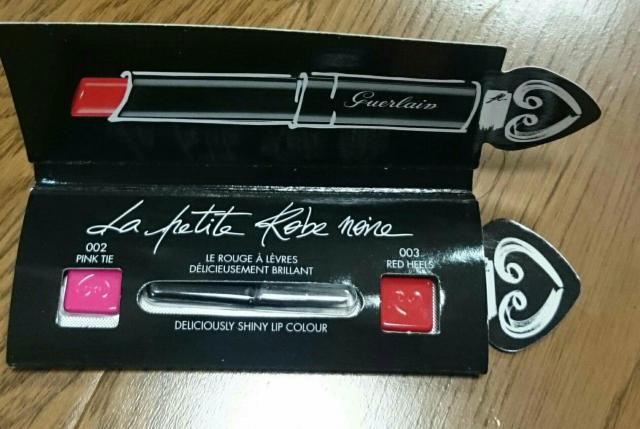 Guerlain
La petite Robe noire
002
PINK TIE
LE ROUGE À LÈVRES
DÉLICIEUSEMENT BRILLANT
003
RED HEELS
DELICIOUSLY SHINY LIP COLOUR